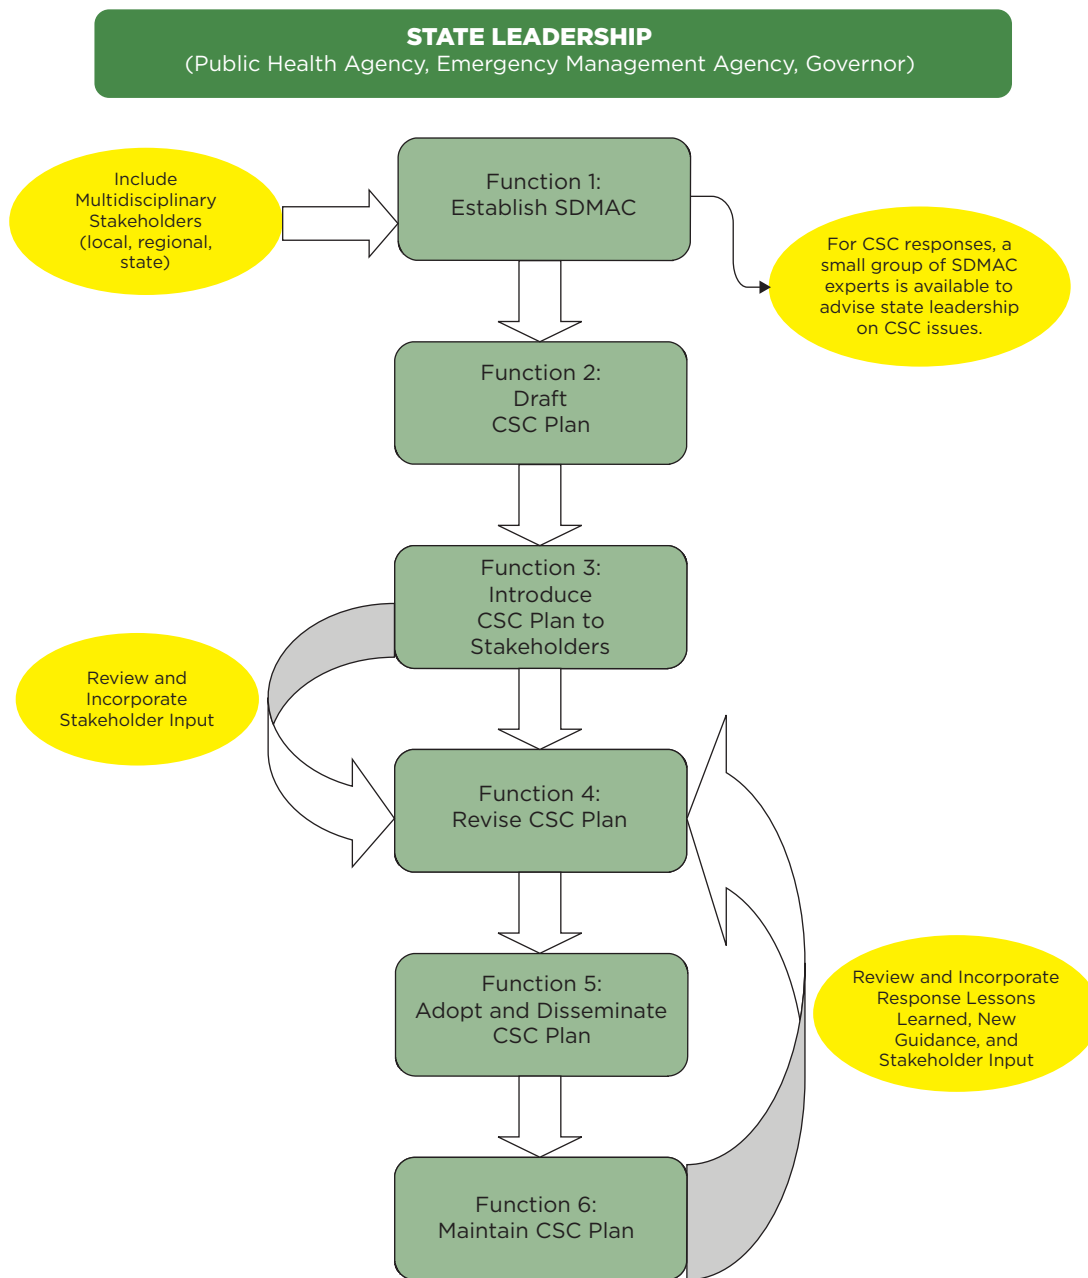 STATE LEADERSHIP
(Public Health Agency, Emergency Management Agency, Governor)
Include
Multidisciplinary
Stakeholders
(local, regional,
state)
Function 1:
Establish SDMAC
For CSC responses, a
small group of SDMAC
experts is available to
advise state leadership
on CSC issues.
Function 2:
Draft
CSC Plan
Function 3:
Introduce
CSC Plan to
Stakeholders
Review and
Incorporate
Stakeholder Input
Function 4:
Revise CSC Plan
Function 5:
Adopt and Disseminate
CSC Plan
Review and Incorporate
Response Lessons
Learned, New
Guidance, and
Stakeholder Input
Function 6:
Maintain CSC Plan